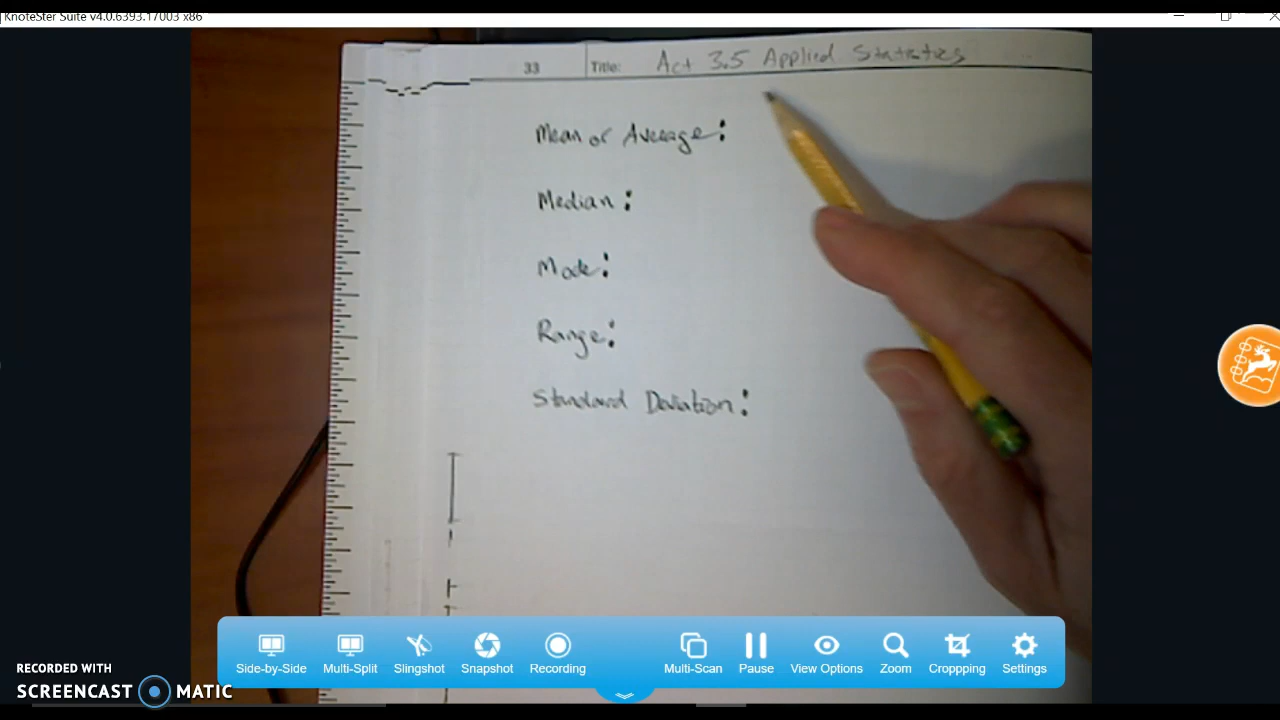 KnoteSter Suite v4.0.6393.17003 x86
33 Title: Act 3.5 Applied Statistics
Mean or Average:
Median:
Mode:
Range:
Standard Deviation:
Side-by-Side Multi-Split Slingshot Snapshot Recording Multi-Scan Pause View Options Zoom Croppping Settings
RECORDED WITH
SCREENCAST MATIC